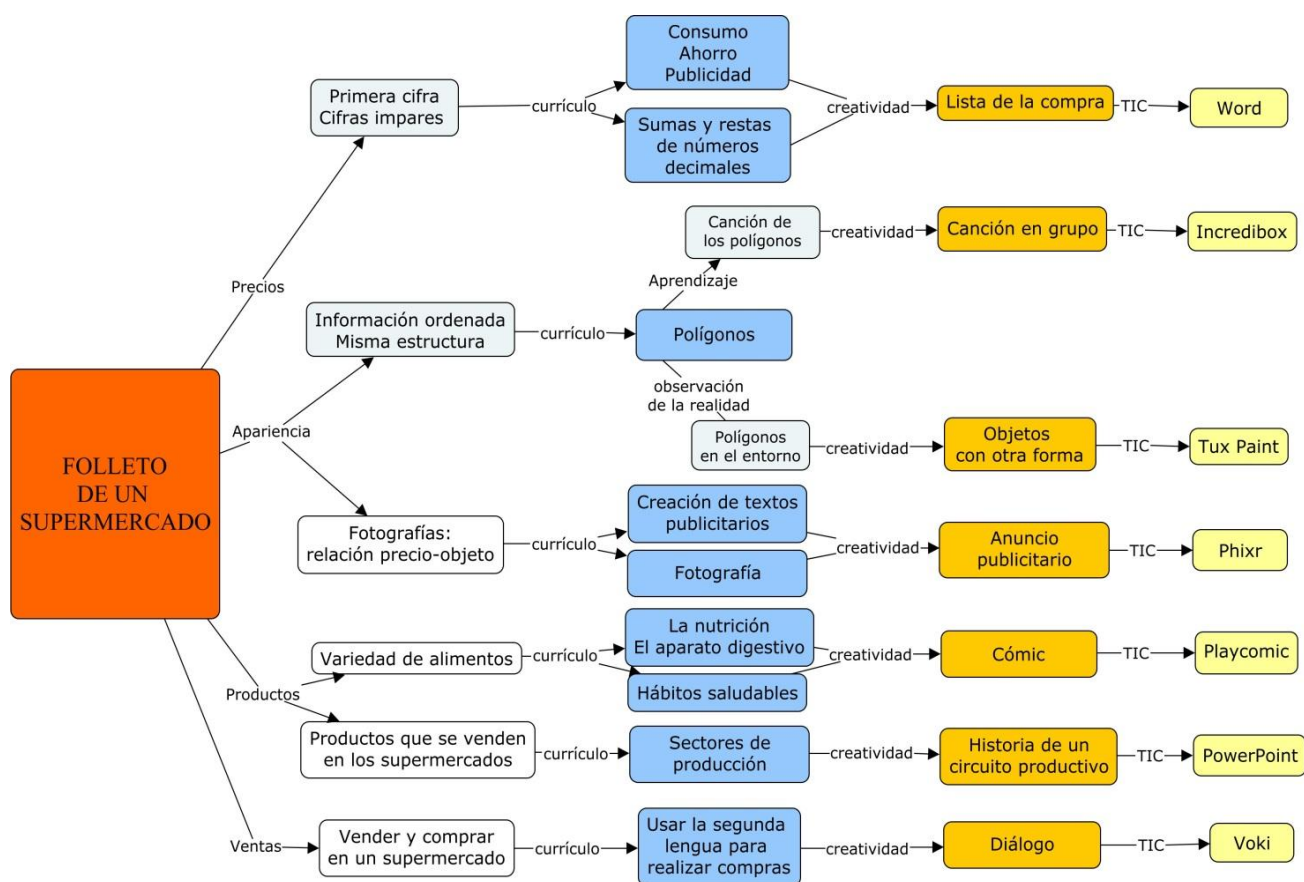 FOLLETO
DE UN
SUPERMERCADO
Precios
Primera cifra
Cifras impares
currículo
Consumo
Ahorro
Publicidad
Sumas y restas
de números
decimales
creatividad
Lista de la compra
TIC
Word
Apariencia
Información ordenada
Misma estructura
currículo
Polígonos
Aprendizaje
Canción de
los polígonos
creatividad
Canción en grupo
TIC
Incredibox
observación
de la realidad
Polígonos
en el entorno
creatividad
Objetos
con otra forma
TIC
Tux Paint
Fotografías:
relación precio-objeto
currículo
Creación de textos
publicitarios
Fotografía
creatividad
Anuncio
publicitario
TIC
Phixr
Productos
Variedad de alimentos
currículo
La nutrición
El aparato digestivo
Hábitos saludables
creatividad
Cómic
TIC
Playcomic
Productos que se venden
en los supermercados
currículo
Sectores de
producción
creatividad
Historia de un
circuito productivo
TIC
PowerPoint
Ventas
Vender y comprar
en un supermercado
currículo
Usar la segunda
lengua para
realizar compras
creatividad
Diálogo
TIC
Voki